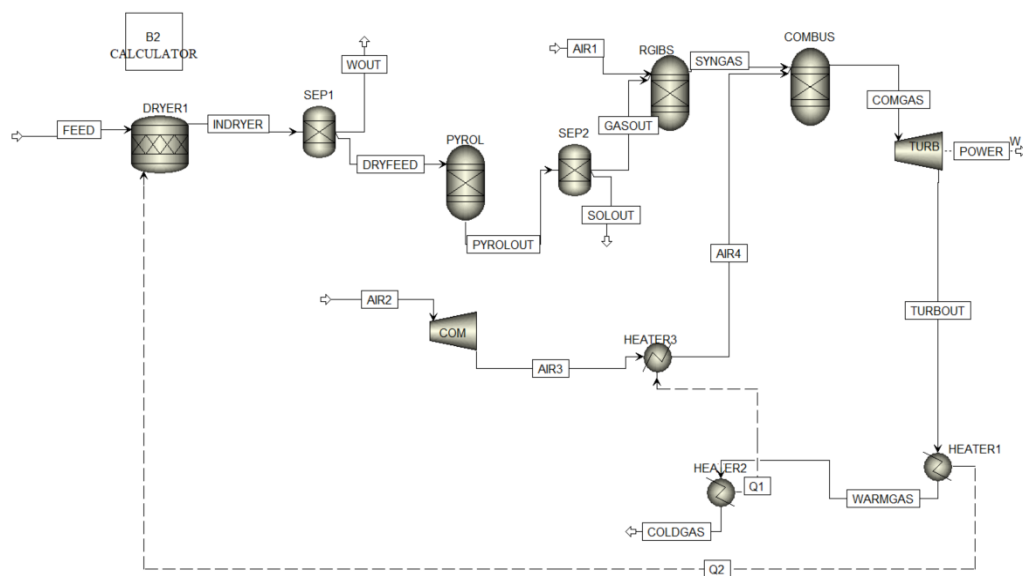 B2
CALCULATOR
COMBUS
RGIBS
AIR1
SYNGAS
WOUT
SEP1
DRYER1
COMGAS
FEED
INDRYER
GASOUT
SEP2
PYROL
TURB
POWER
W
DRYFEED
SOLOUT
PYROLOUT
AIR4
AIR2
TURBOUT
COM
HEATER3
AIR3
HEATER1
HEATER2
Q1
WARMGAS
COLDGAS
Q2